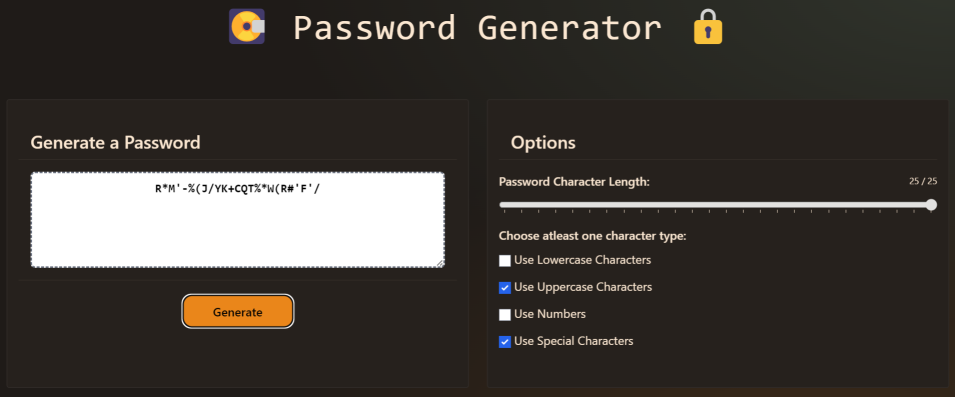 Password Generator
Generate a Password
R*M'-%(J/YK+CQT%*W(R#'F'/
Generate
Options
Password Character Length:
25 / 25
Choose atleast one character type:
Use Lowercase Characters
Use Uppercase Characters
Use Numbers
Use Special Characters